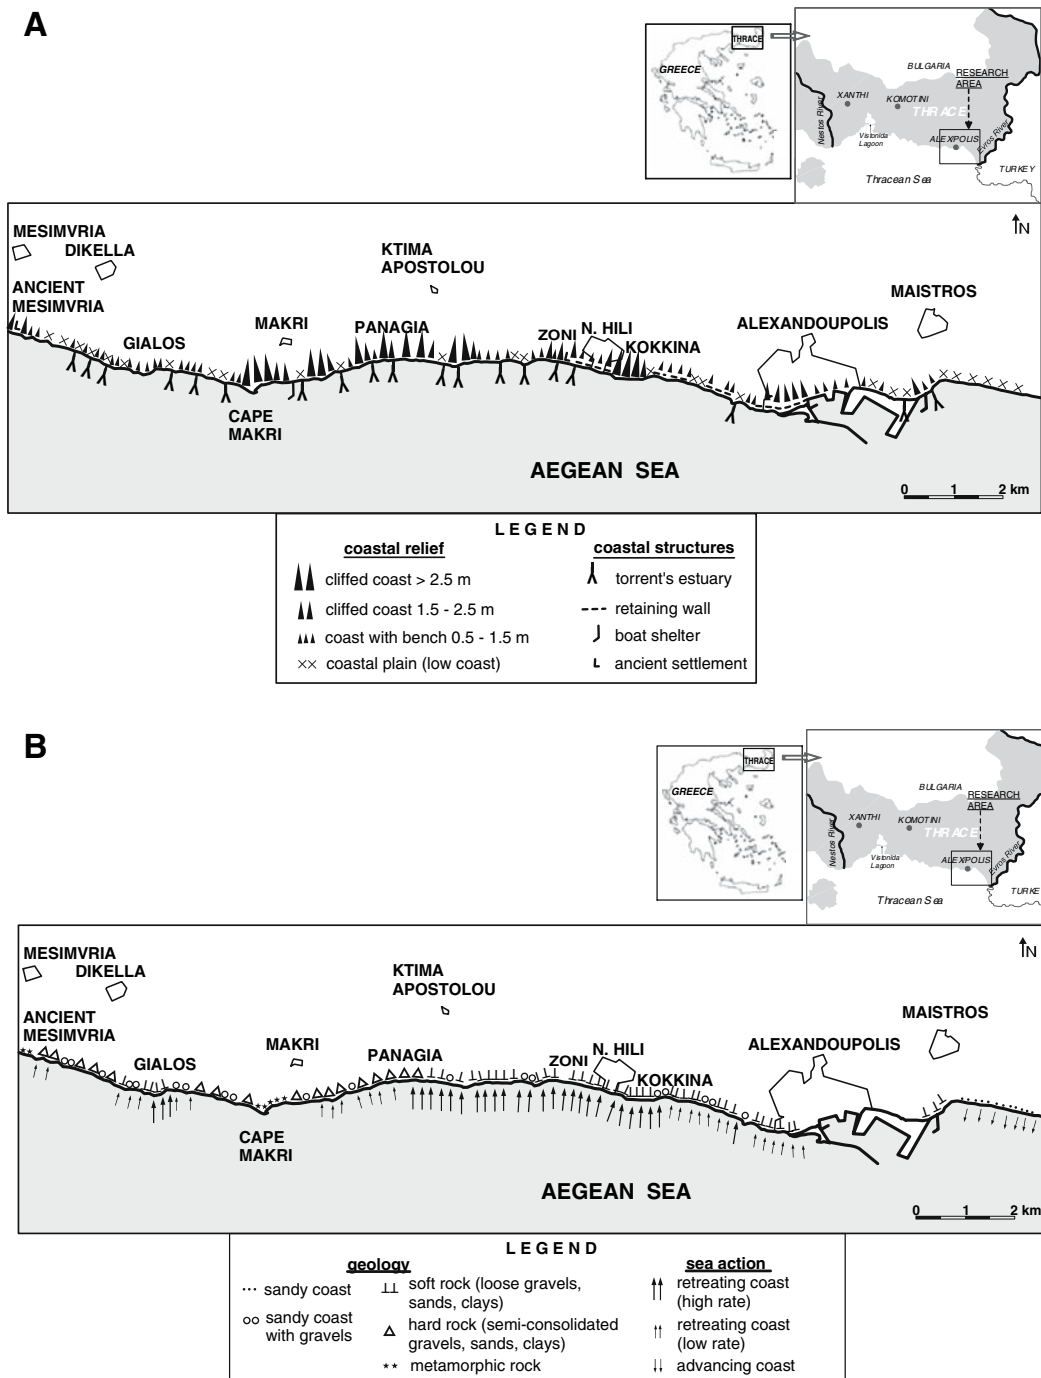 A
THRACE
GREECE
BULGARIA
RESEARCH
AREA
XANTHI
KOMOTINI
THRACE
Nestos River
Vistonida
Lagoon
ALEXPOLIS
Evros River
TURKEY
Thracean Sea
N
MESIMVRIA
DIKELLA
KTIMA
APOSTOLOU
ANCIENT
MESIMVRIA
MAISTROS
GIALOS
MAKRI
PANAGIA
ZONI
N. HILI
KOKKINA
ALEXANDOUPOLIS
CAPE
MAKRI
AEGEAN SEA
0 1 2 km
LEGEND
coastal relief
cliffed coast > 2.5 m
cliffed coast 1.5 - 2.5 m
coast with bench 0.5 - 1.5 m
coastal plain (low coast)
coastal structures
torrent's estuary
retaining wall
boat shelter
ancient settlement
B
THRACE
GREECE
BULGARIA
RESEARCH
AREA
XANTHI
KOMOTINI
THRACE
Nestos River
Vistonida
Lagoon
ALEXPOLIS
Evros River
TURKE
Thracean Sea
N
MESIMVRIA
DIKELLA
KTIMA
APOSTOLOU
ANCIENT
MESIMVRIA
MAISTROS
GIALOS
MAKRI
PANAGIA
ZONI
N. HILI
KOKKINA
ALEXANDOUPOLIS
CAPE
MAKRI
AEGEAN SEA
0 1 2 km
LEGEND
geology
sandy coast
sandy coast
with gravels
soft rock (loose gravels,
sands, clays)
hard rock (semi-consolidated
gravels, sands, clays)
metamorphic rock
sea action
retreating coast
(high rate)
retreating coast
(low rate)
advancing coast